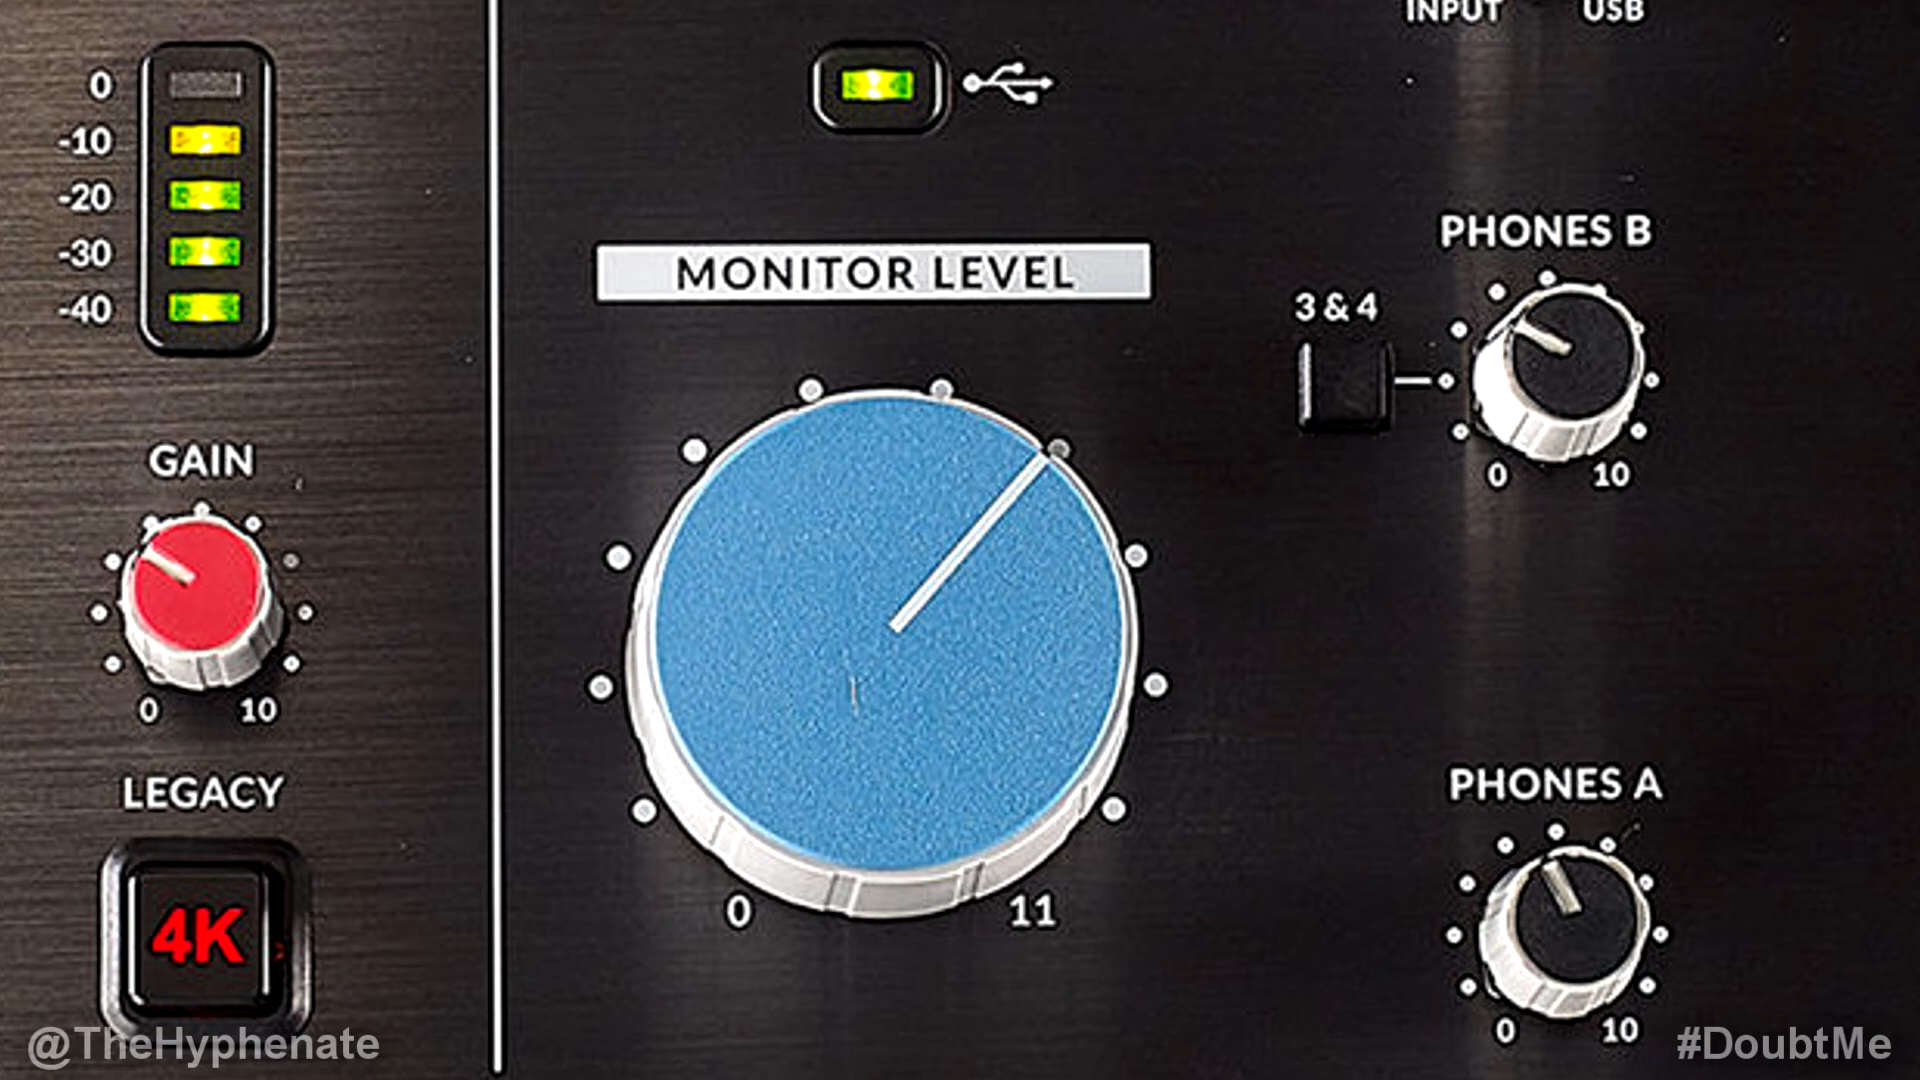 INPUT USB
0
-10
-20
-30
-40
MONITOR LEVEL
PHONES B
3 & 4
0 10
GAIN
0 10
0 11
LEGACY
4K
PHONES A
0 10
@TheHyphenate
#DoubtMe